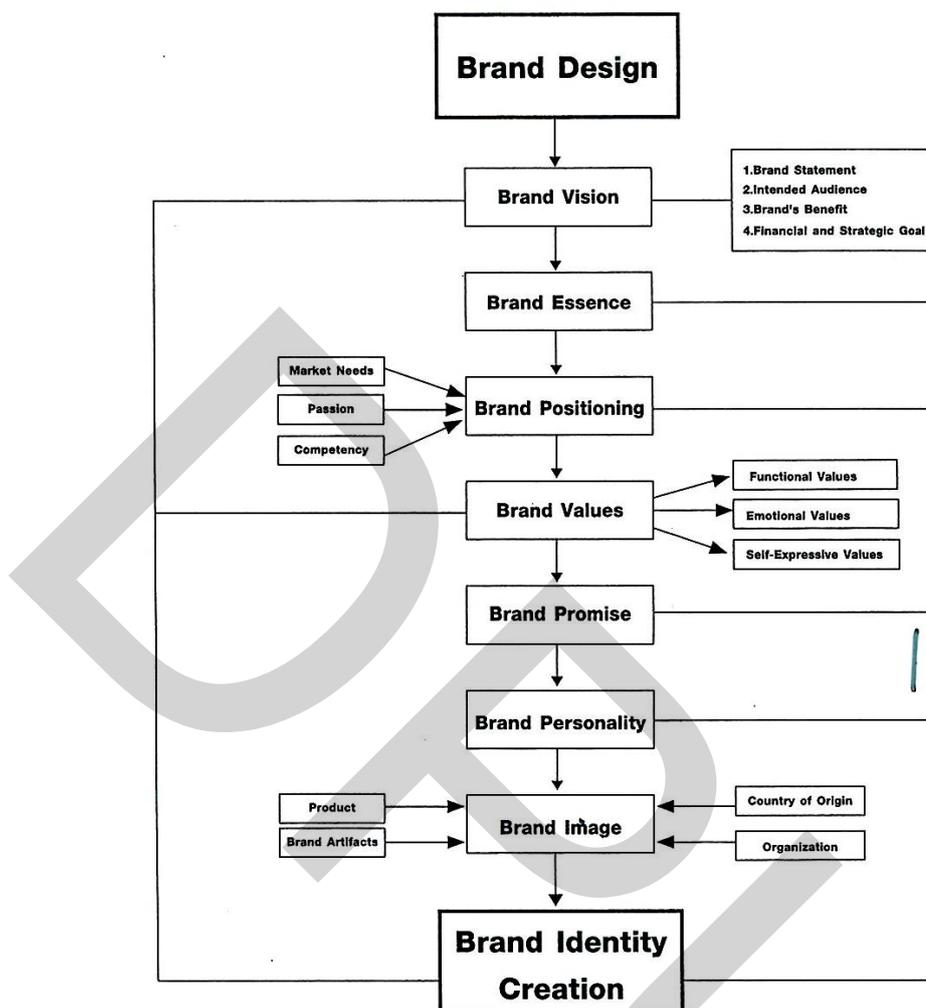 Brand Design
Brand Vision
1.Brand Statement
2.Intended Audience
3.Brand's Benefit
4.Financial and Strategic Goal
Brand Essence
Market Needs
Passion
Competency
Brand Positioning
Brand Values
Functional Values
Emotional Values
Self-Expressive Values
Brand Promise
Brand Personality
Product
Brand Artifacts
Brand Image
Country of Origin
Organization
Brand Identity
Creation